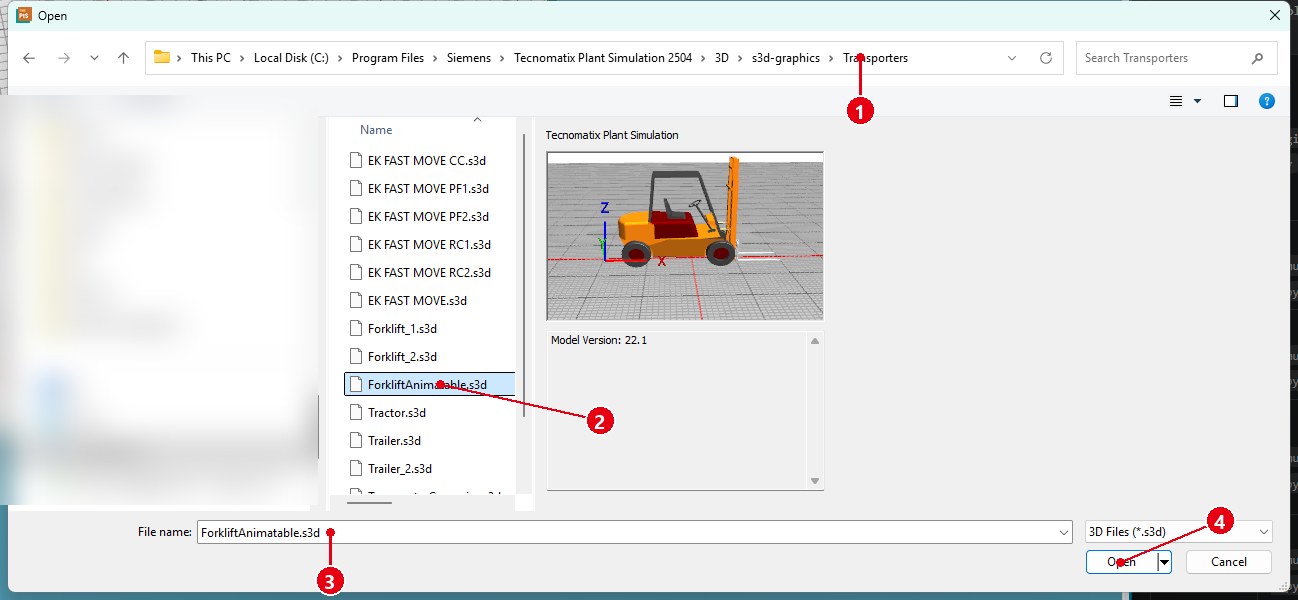 Open
This PC > Local Disk (C:) > Program Files > Siemens > Tecnomatix Plant Simulation 2504 > 3D > s3d-graphics > Transporters
Search Transporters
1
Name
EK FAST MOVE CC.s3d
EK FAST MOVE PF1.s3d
EK FAST MOVE PF2.s3d
EK FAST MOVE RC1.s3d
EK FAST MOVE RC2.s3d
EK FAST MOVE.s3d
Forklift_1.s3d
Forklift_2.s3d
ForkliftAnimatable.s3d
Tractor.s3d
Trailer.s3d
Trailer_2.s3d
Tecnomatix Plant Simulation
Z
Y
X
Model Version: 22.1
2
File name: ForkliftAnimatable.s3d
3D Files (*.s3d)
4
Open
Cancel
3